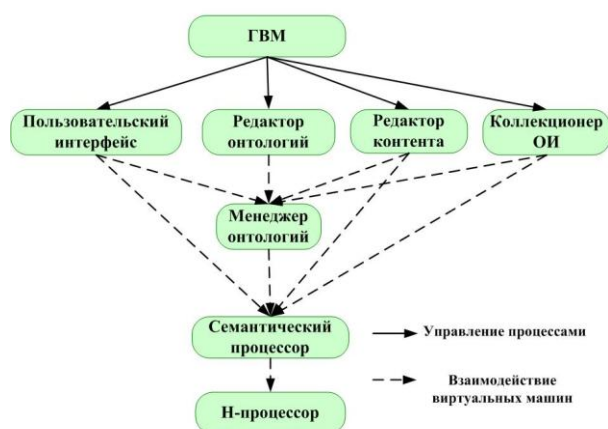 ГВМ
Пользовательский
интерфейс
Редактор
онтологий
Редактор
контента
Коллекционер
ОИ
Менеджер
онтологий
Семантический
процессор
Управление процессами
Взаимодействие
виртуальных машин
Н-процессор